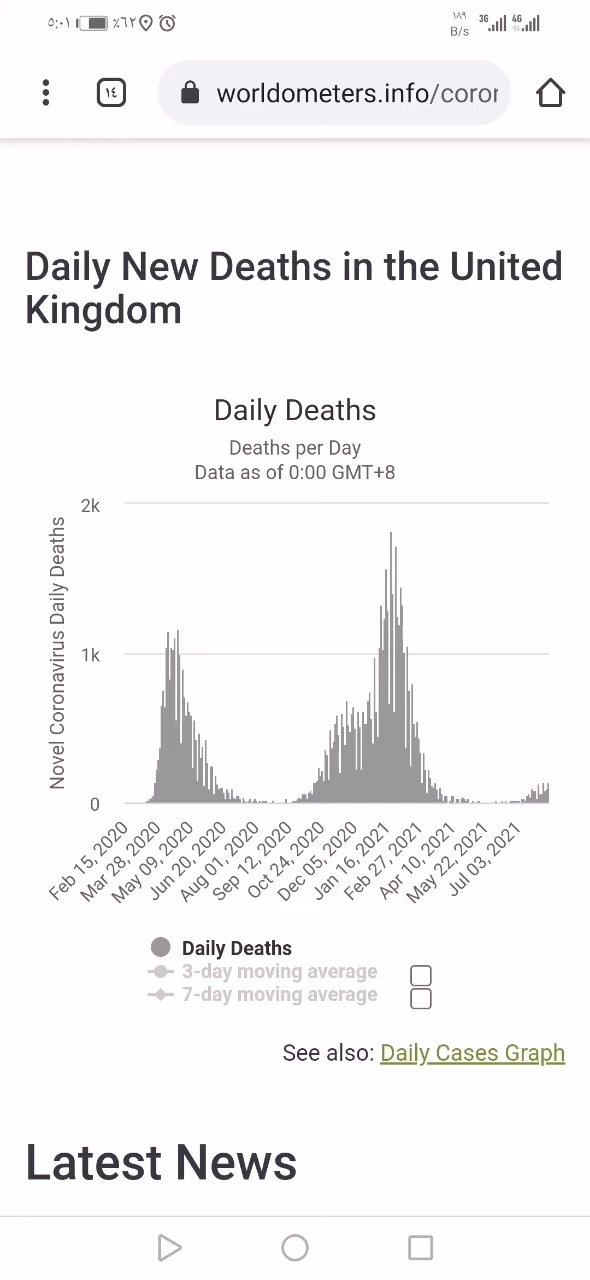 ٥:٠١ ٪٦٢ ١٨٩ B/s 3G 4G
١٤ worldometers.info/coror
Daily New Deaths in the United
Kingdom
Daily Deaths
Deaths per Day
Data as of 0:00 GMT+8
Novel Coronavirus Daily Deaths
2k
1k
0
Feb 15, 2020
Mar 28, 2020
May 09, 2020
Jun 20, 2020
Aug 01, 2020
Sep 12, 2020
Oct 24, 2020
Dec 05, 2020
Jan 16, 2021
Feb 27, 2021
Apr 10, 2021
May 22, 2021
Jul 03, 2021
Daily Deaths
3-day moving average
7-day moving average
See also: Daily Cases Graph
Latest News